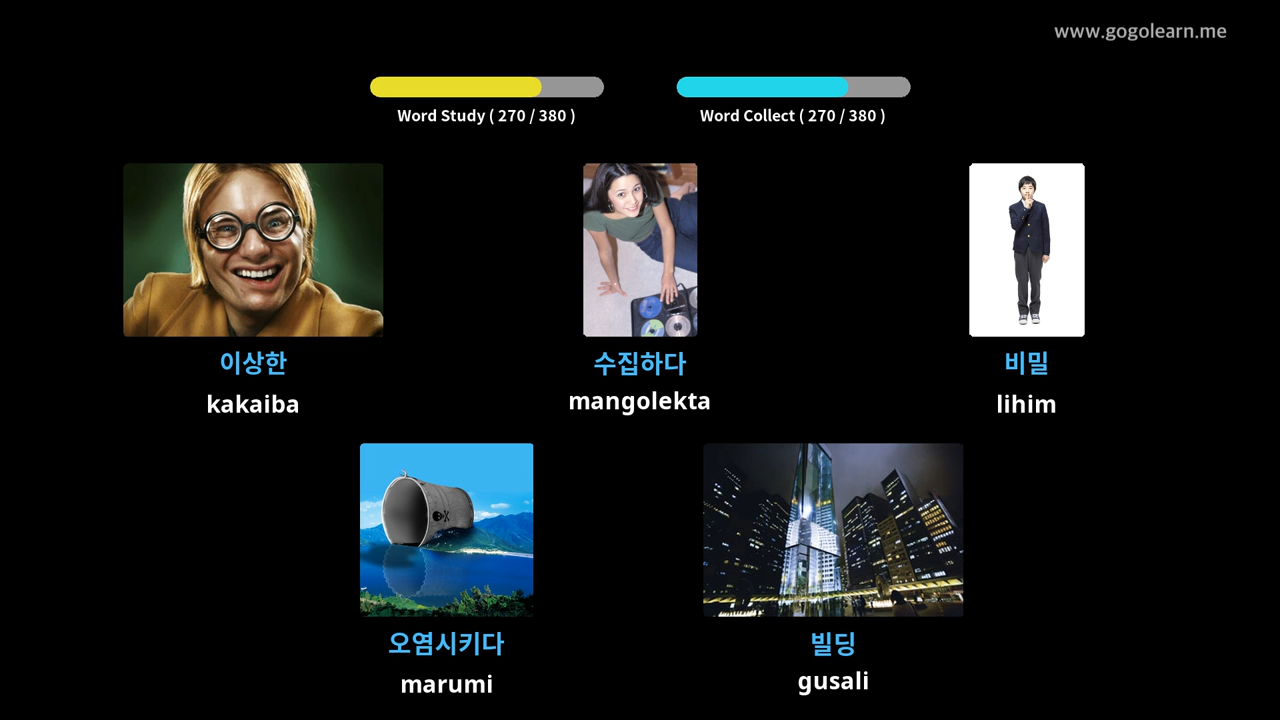 www.gogolearn.me
Word Study ( 270 / 380 )
Word Collect ( 270 / 380 )
이상한
kakaiba
수집하다
mangolekta
비밀
lihim
오염시키다
marumi
빌딩
gusali